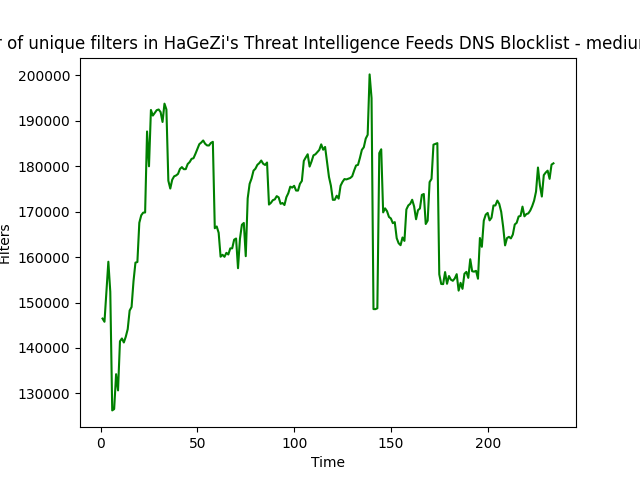 r of unique filters in HaGeZi's Threat Intelligence Feeds DNS Blocklist - mediu
200000
190000
180000
170000
160000
150000
140000
130000
Filters
0 50 100 150 200
Time